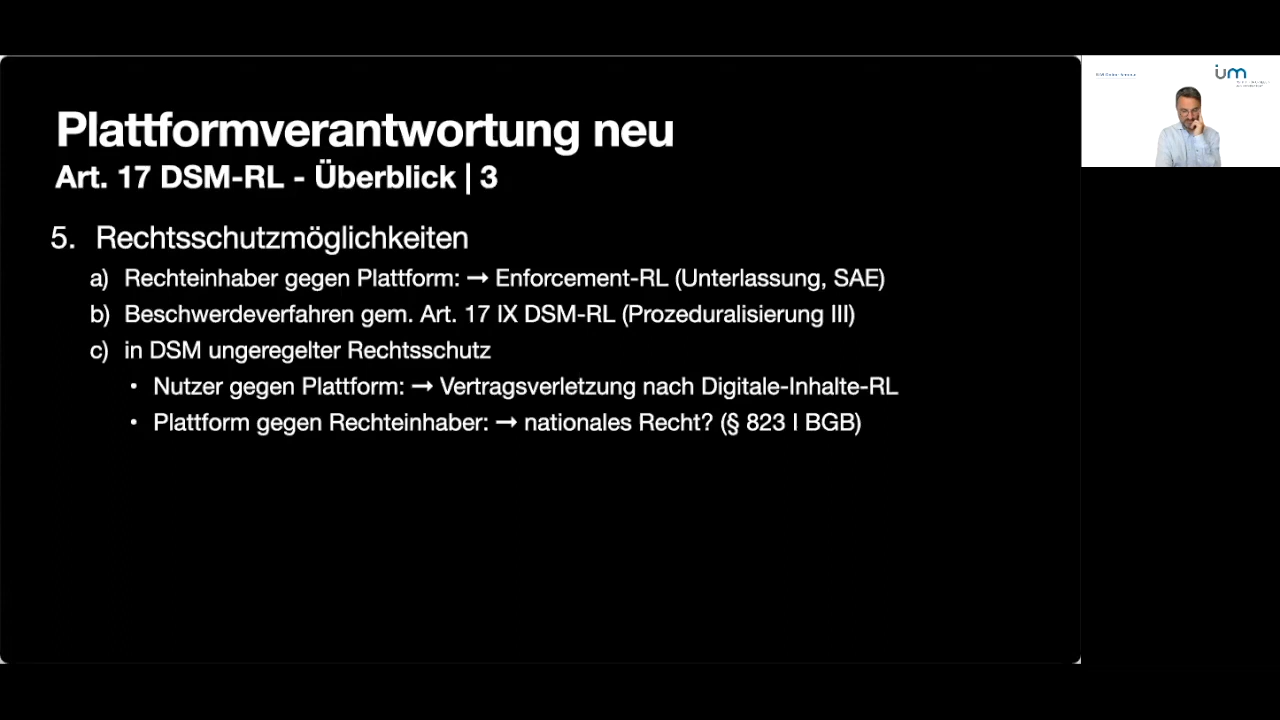 Plattformverantwortung neu
Art. 17 DSM-RL - Überblick | 3
5. Rechtsschutzmöglichkeiten
a) Rechteinhaber gegen Plattform: → Enforcement-RL (Unterlassung, SAE)
b) Beschwerdeverfahren gem. Art. 17 IX DSM-RL (Prozeduralisierung III)
c) in DSM ungeregelter Rechtsschutz
• Nutzer gegen Plattform: → Vertragsverletzung nach Digitale-Inhalte-RL
• Plattform gegen Rechteinhaber: → nationales Recht? (§ 823 I BGB)
um